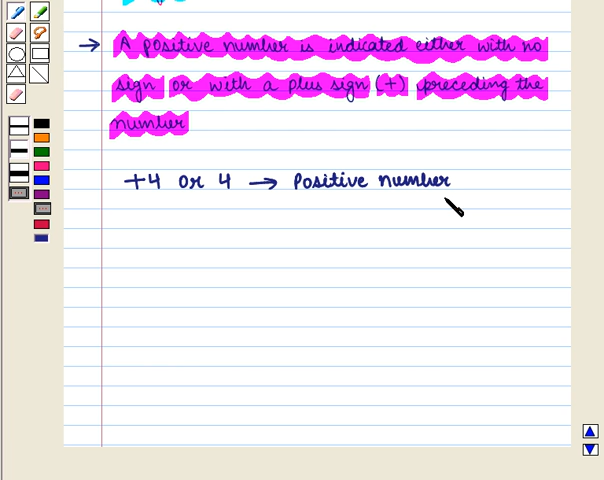 → A positive number is indicated either with no
sign or with a plus sign (+) preceding the
number
+4 or 4 → Positive number